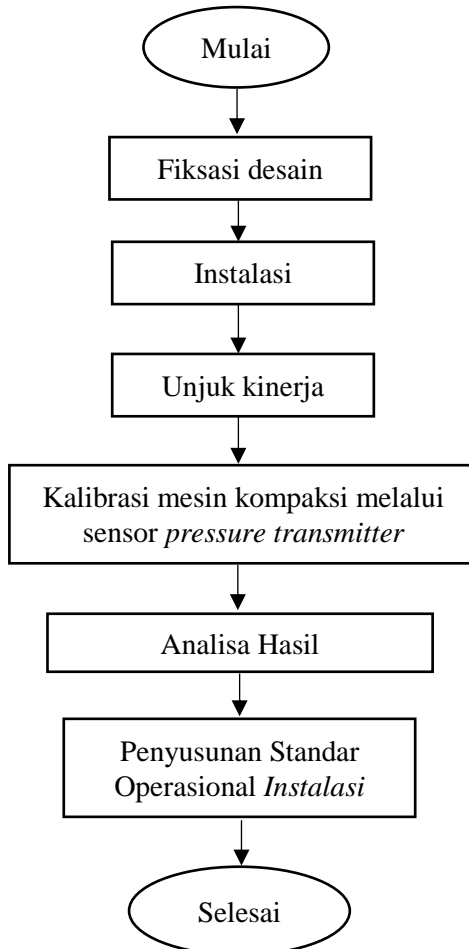 Mulai
Fiksasi desain
Instalasi
Unjuk kinerja
Kalibrasi mesin kompaksi melalui
sensor pressure transmitter
Analisa Hasil
Penyusunan Standar
Operasional Instalasi
Selesai